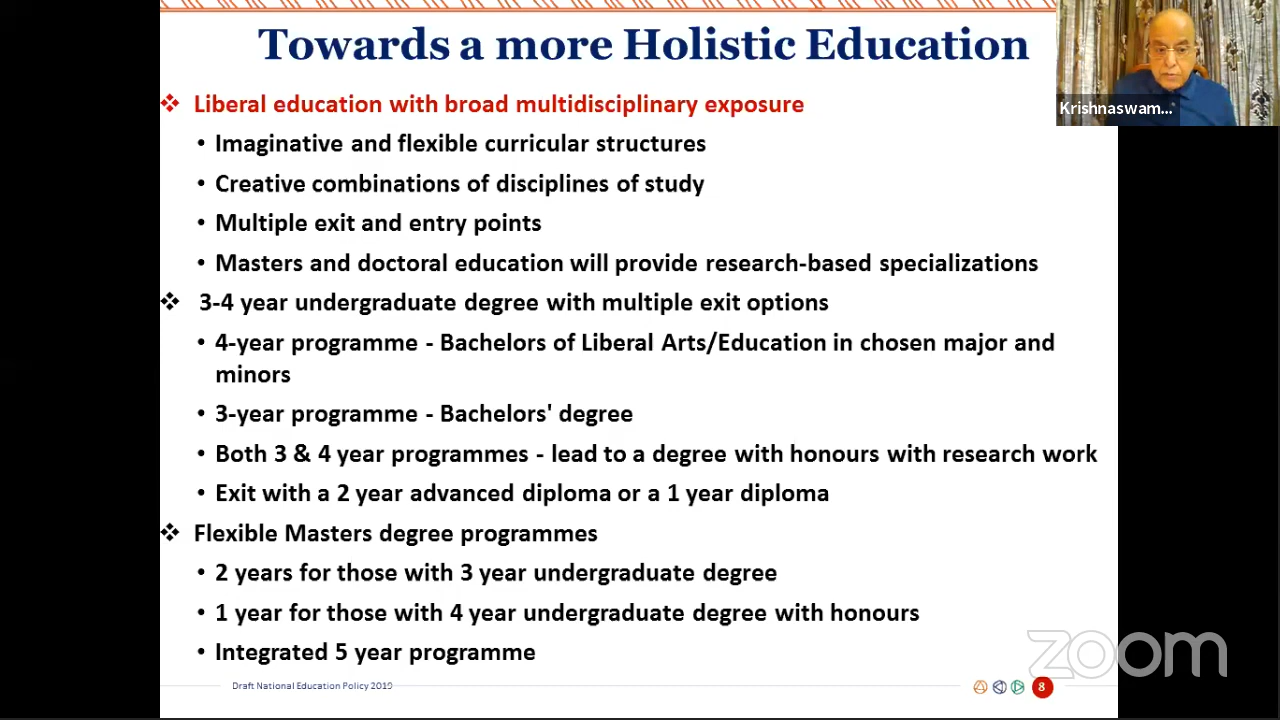 Towards a more Holistic Education
Krishnaswam...
❖ Liberal education with broad multidisciplinary exposure
• Imaginative and flexible curricular structures
• Creative combinations of disciplines of study
• Multiple exit and entry points
• Masters and doctoral education will provide research-based specializations
❖ 3-4 year undergraduate degree with multiple exit options
• 4-year programme - Bachelors of Liberal Arts/Education in chosen major and
minors
• 3-year programme - Bachelors' degree
• Both 3 & 4 year programmes - lead to a degree with honours with research work
• Exit with a 2 year advanced diploma or a 1 year diploma
❖ Flexible Masters degree programmes
• 2 years for those with 3 year undergraduate degree
• 1 year for those with 4 year undergraduate degree with honours
• Integrated 5 year programme
zoom
Draft National Education Policy 2019
8